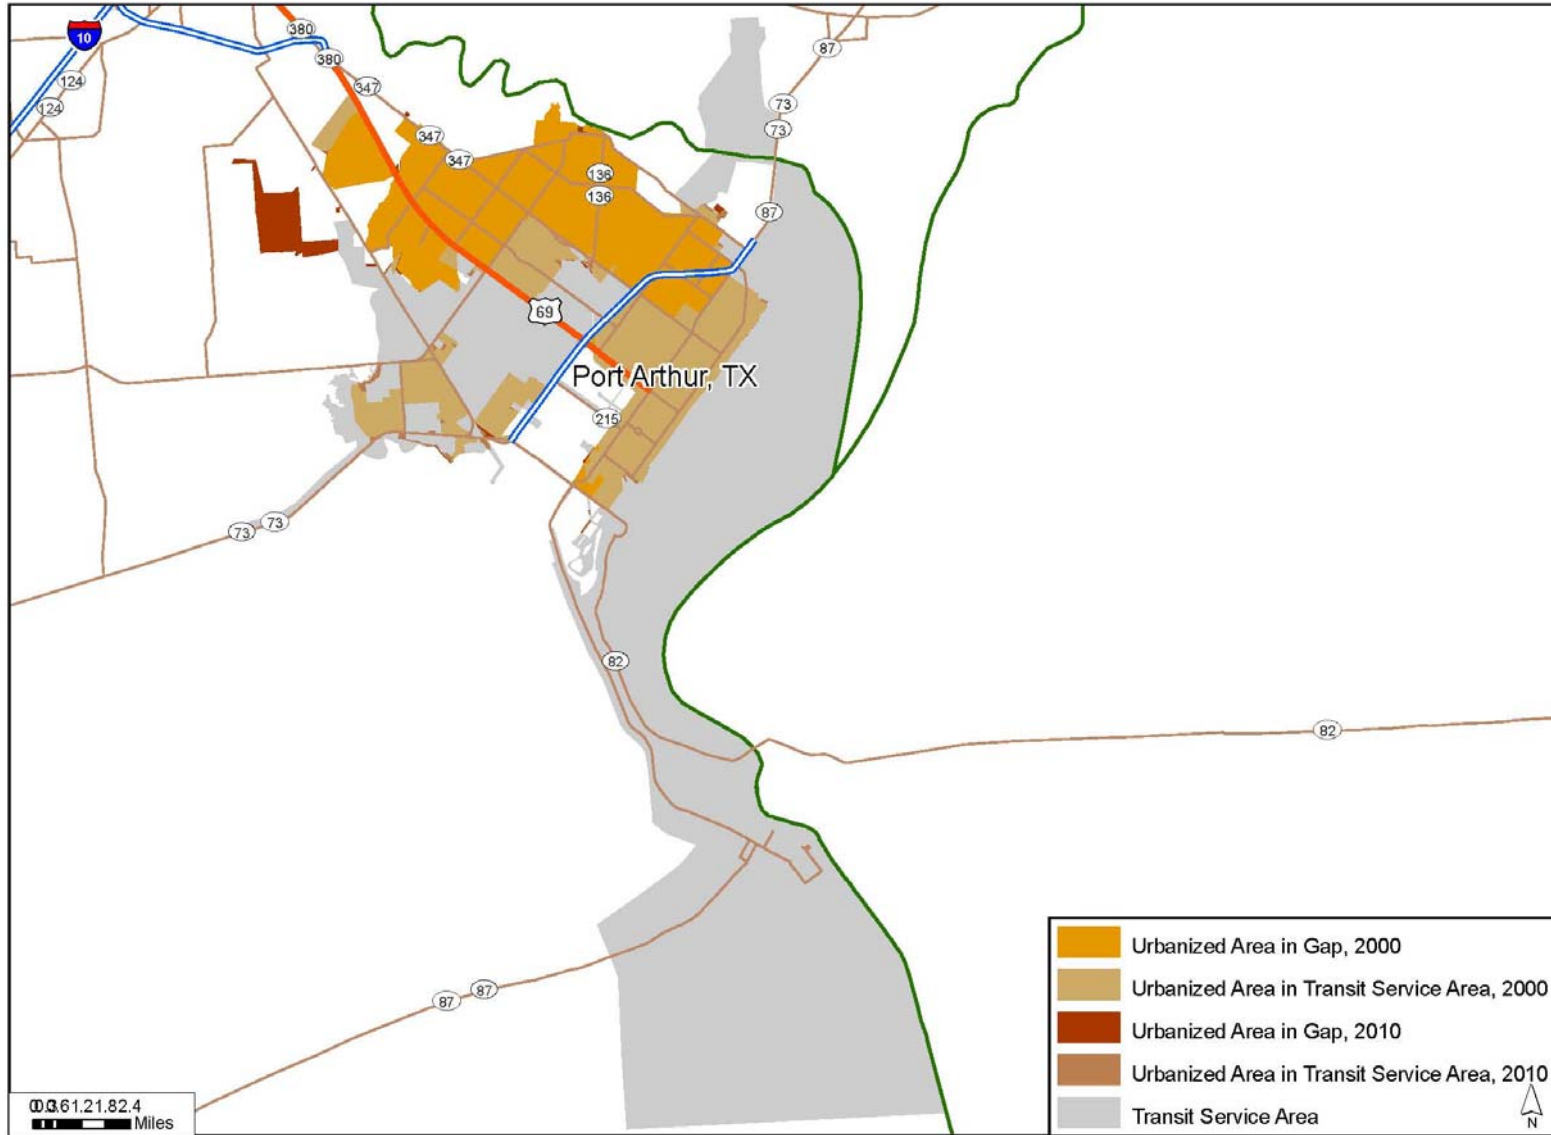 10
380
380
124
124
347
347
347
87
73
73
136
136
87
69
Port Arthur, TX
215
73
73
82
82
87
87
Urbanized Area in Gap, 2000
Urbanized Area in Transit Service Area, 2000
Urbanized Area in Gap, 2010
Urbanized Area in Transit Service Area, 2010
Transit Service Area
N
Miles